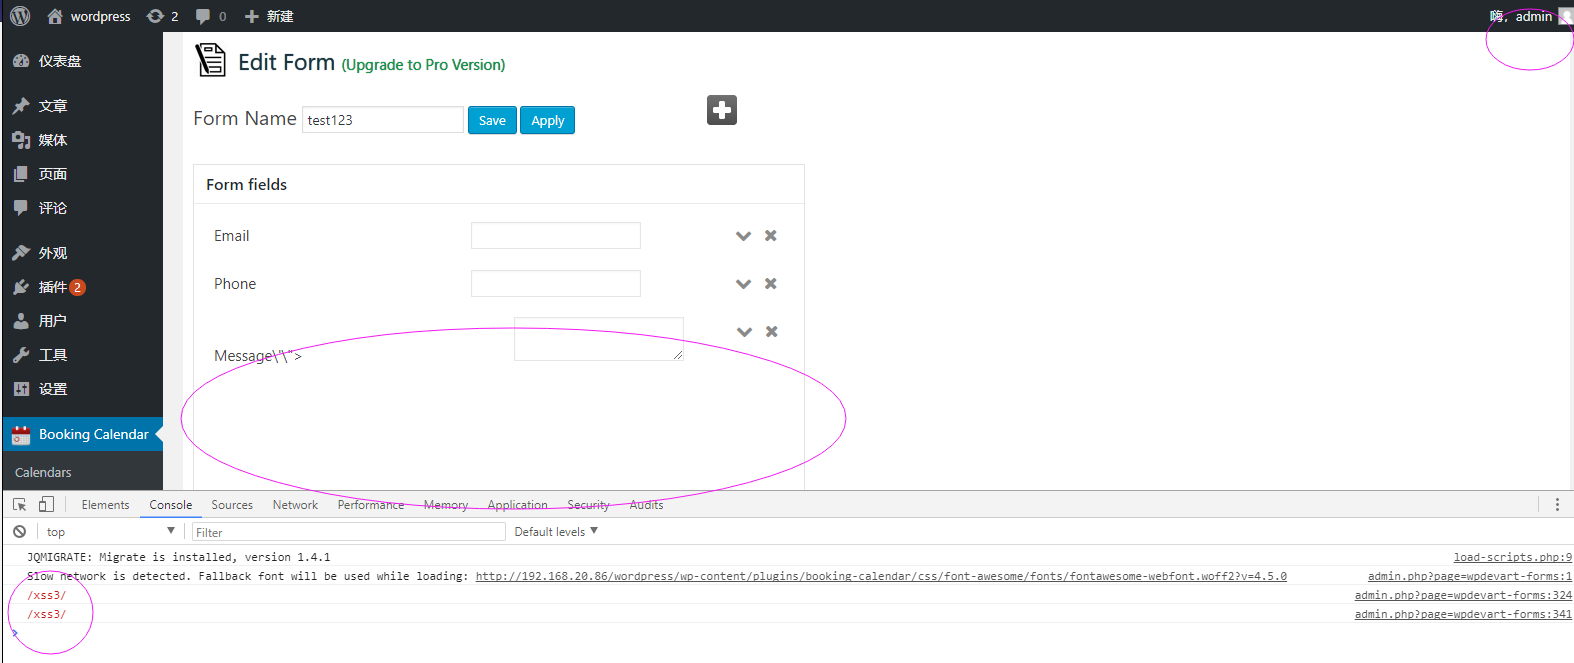 wordpress 2 0 新建 嗨，admin
仪表盘
文章
媒体
页面
评论
外观
插件 2
用户
工具
设置
Booking Calendar
Calendars
Edit Form (Upgrade to Pro Version)
Form Name test123 Save Apply
Form fields
Email
Phone
Message\"\">
Elements Console Sources Network Performance Memory Application Security Audits
top Filter Default levels
JQMIGRATE: Migrate is installed, version 1.4.1 load-scripts.php:9
Slow network is detected. Fallback font will be used while loading: http://192.168.20.86/wordpress/wp-content/plugins/booking-calendar/css/font-awesome/fonts/fontawesome-webfont.woff2?v=4.5.0 admin.php?page=wpdevart-forms:1
/xss3/ admin.php?page=wpdevart-forms:324
/xss3/ admin.php?page=wpdevart-forms:341